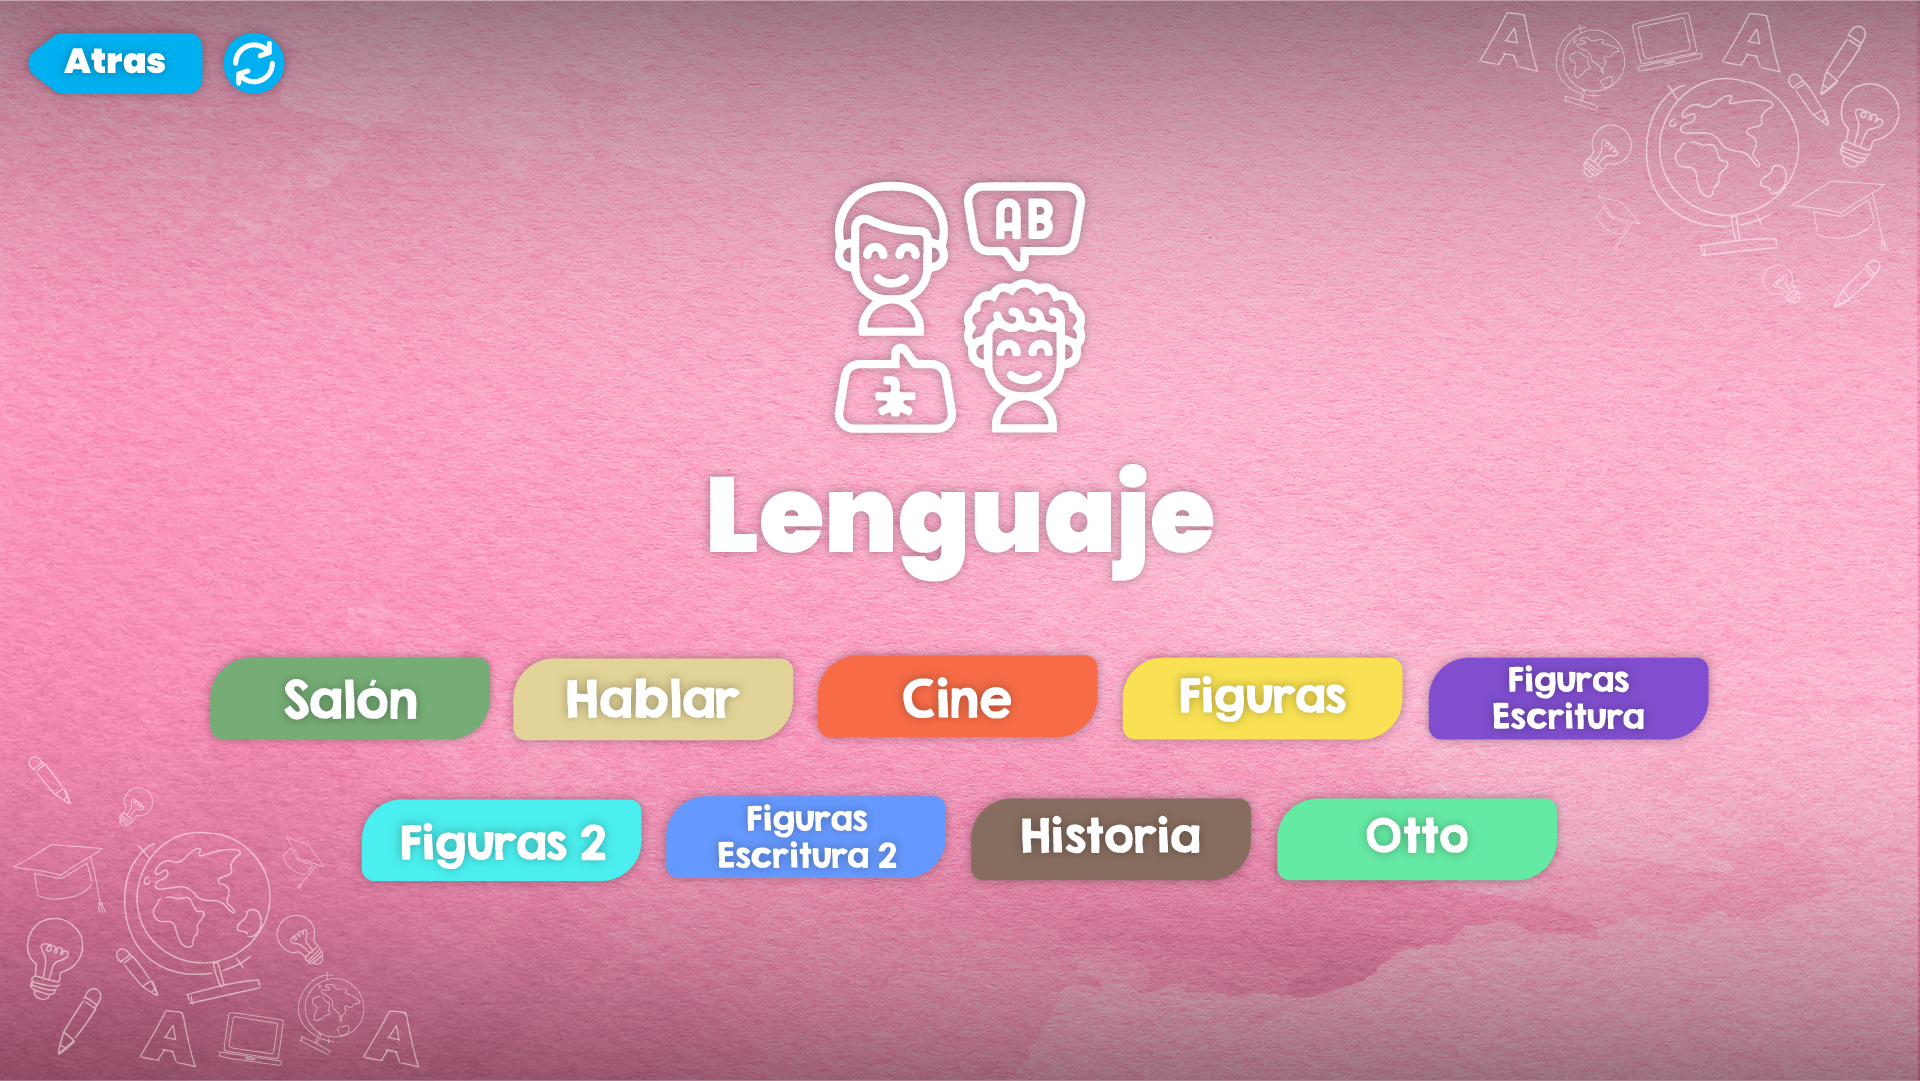 Atras
AB
Lenguaje
Salón
Hablar
Cine
Figuras
Figuras
Escritura
Figuras 2
Figuras
Escritura 2
Historia
Otto